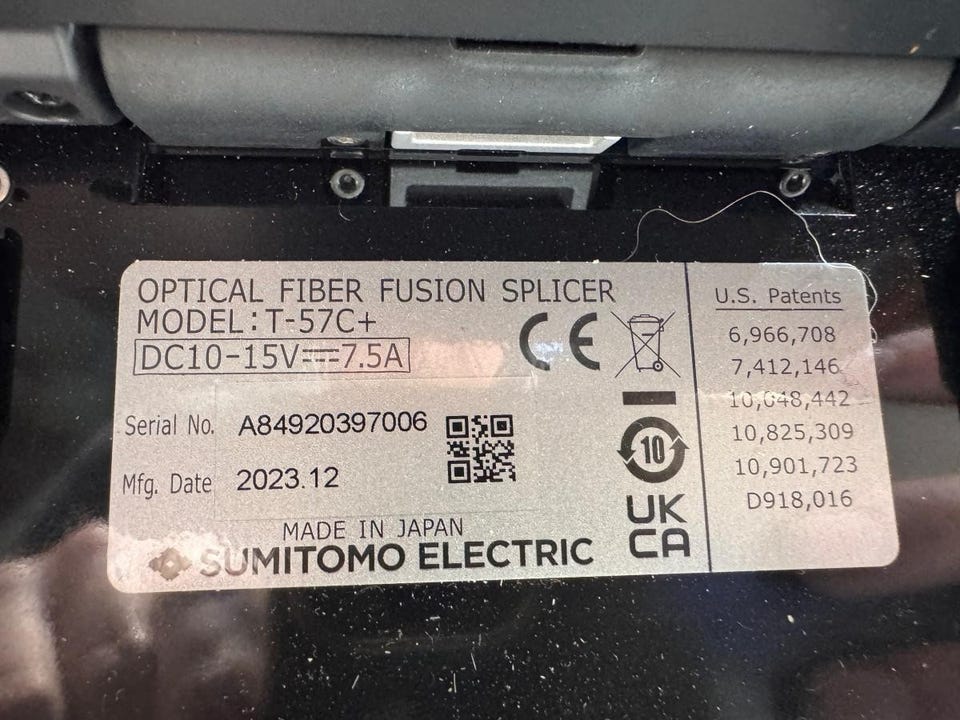 OPTICAL FIBER FUSION SPLICER
MODEL: T-57C+
DC10-15V⎓7.5A
CE
Serial No. A84920397006
Mfg. Date 2023.12
MADE IN JAPAN
SUMITOMO ELECTRIC
10
UK
CA
U.S. Patents
6,966,708
7,412,146
10,048,442
10,825,309
10,901,723
D918,016